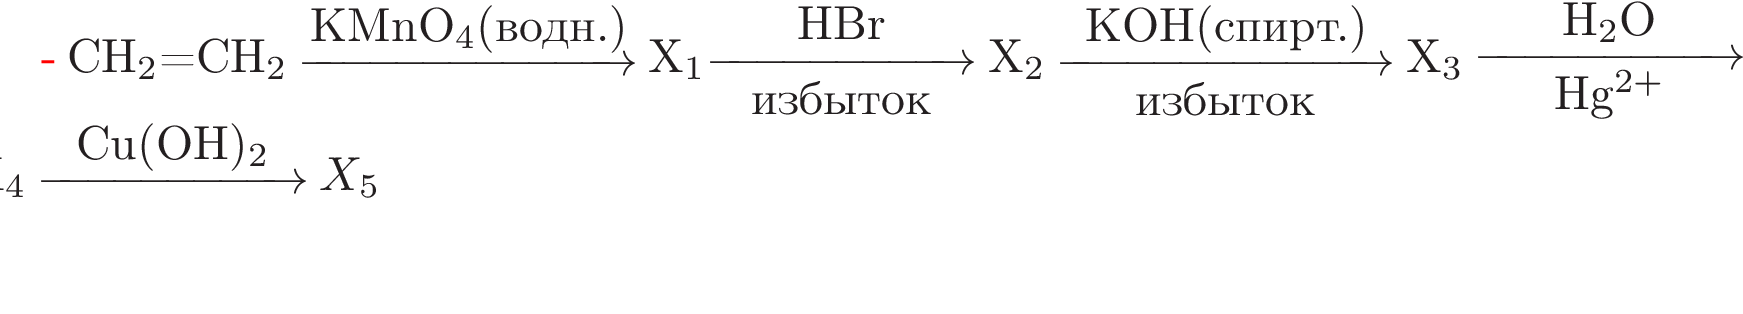 - CH₂=CH₂ KMnO₄(водн.) → X₁ HBr избыток → X₂ KOH(спирт.) избыток → X₃ H₂O Hg²⁺ →
₄ Cu(OH)₂ → X₅